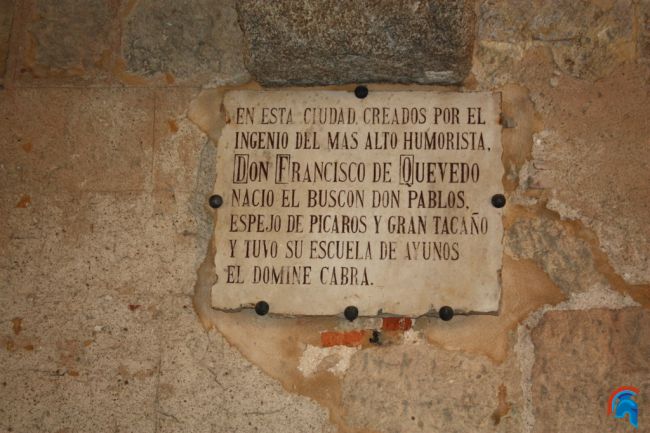 EN ESTA CIUDAD, CREADOS POR EL
INGENIO DEL MAS ALTO HUMORISTA,
DON FRANCISCO DE QUEVEDO
NACIO EL BUSCON DON PABLOS,
ESPEJO DE PICAROS Y GRAN TACAÑO
Y TUVO SU ESCUELA DE AYUNOS
EL DOMINE CABRA.